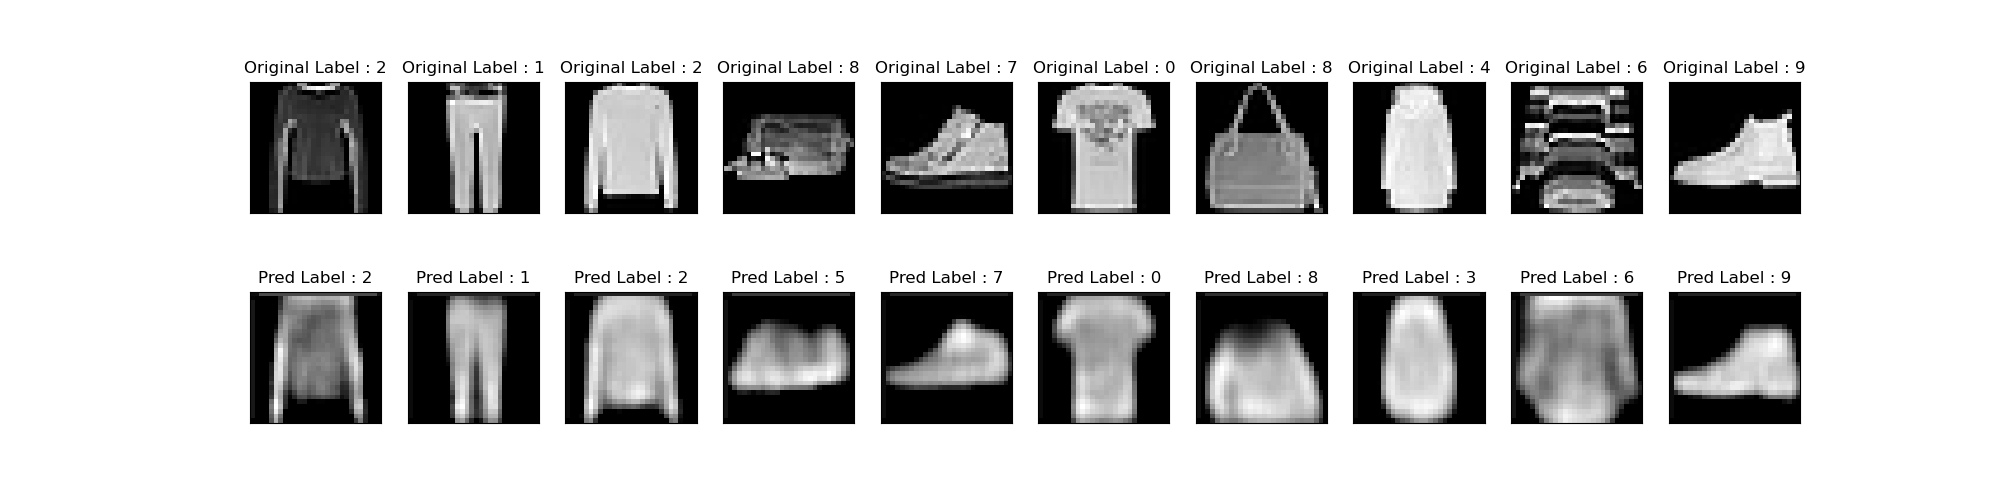 Original Label : 2 Original Label : 1 Original Label : 2 Original Label : 8 Original Label : 7 Original Label : 0 Original Label : 8 Original Label : 4 Original Label : 6 Original Label : 9
Pred Label : 2 Pred Label : 1 Pred Label : 2 Pred Label : 5 Pred Label : 7 Pred Label : 0 Pred Label : 8 Pred Label : 3 Pred Label : 6 Pred Label : 9